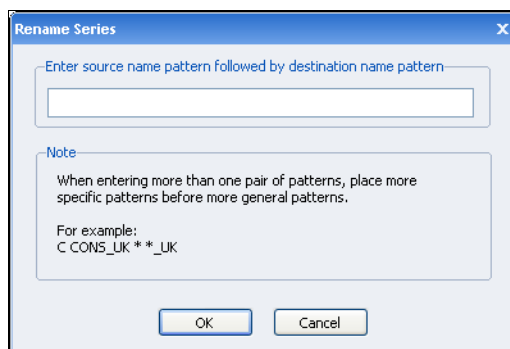 Rename Series
X
Enter source name pattern followed by destination name pattern
Note
When entering more than one pair of patterns, place more
specific patterns before more general patterns.
For example:
C CONS_UK * *_UK
OK
Cancel